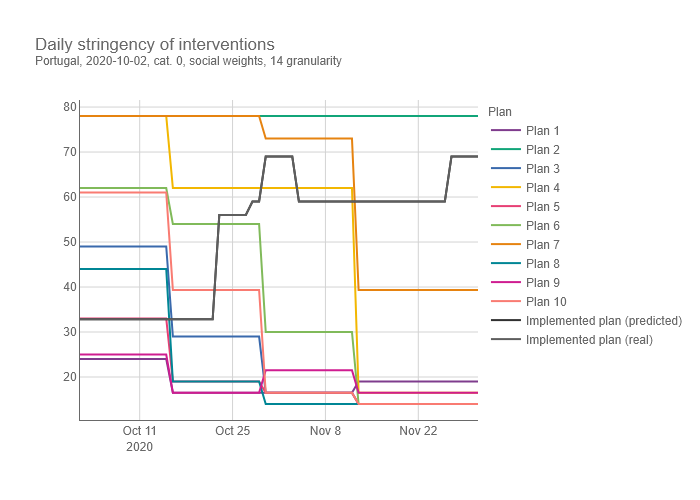 Daily stringency of interventions
Portugal, 2020-10-02, cat. 0, social weights, 14 granularity
80
70
60
50
40
30
20
Oct 11
2020
Oct 25
Nov 8
Nov 22
Plan
Plan 1
Plan 2
Plan 3
Plan 4
Plan 5
Plan 6
Plan 7
Plan 8
Plan 9
Plan 10
Implemented plan (predicted)
Implemented plan (real)